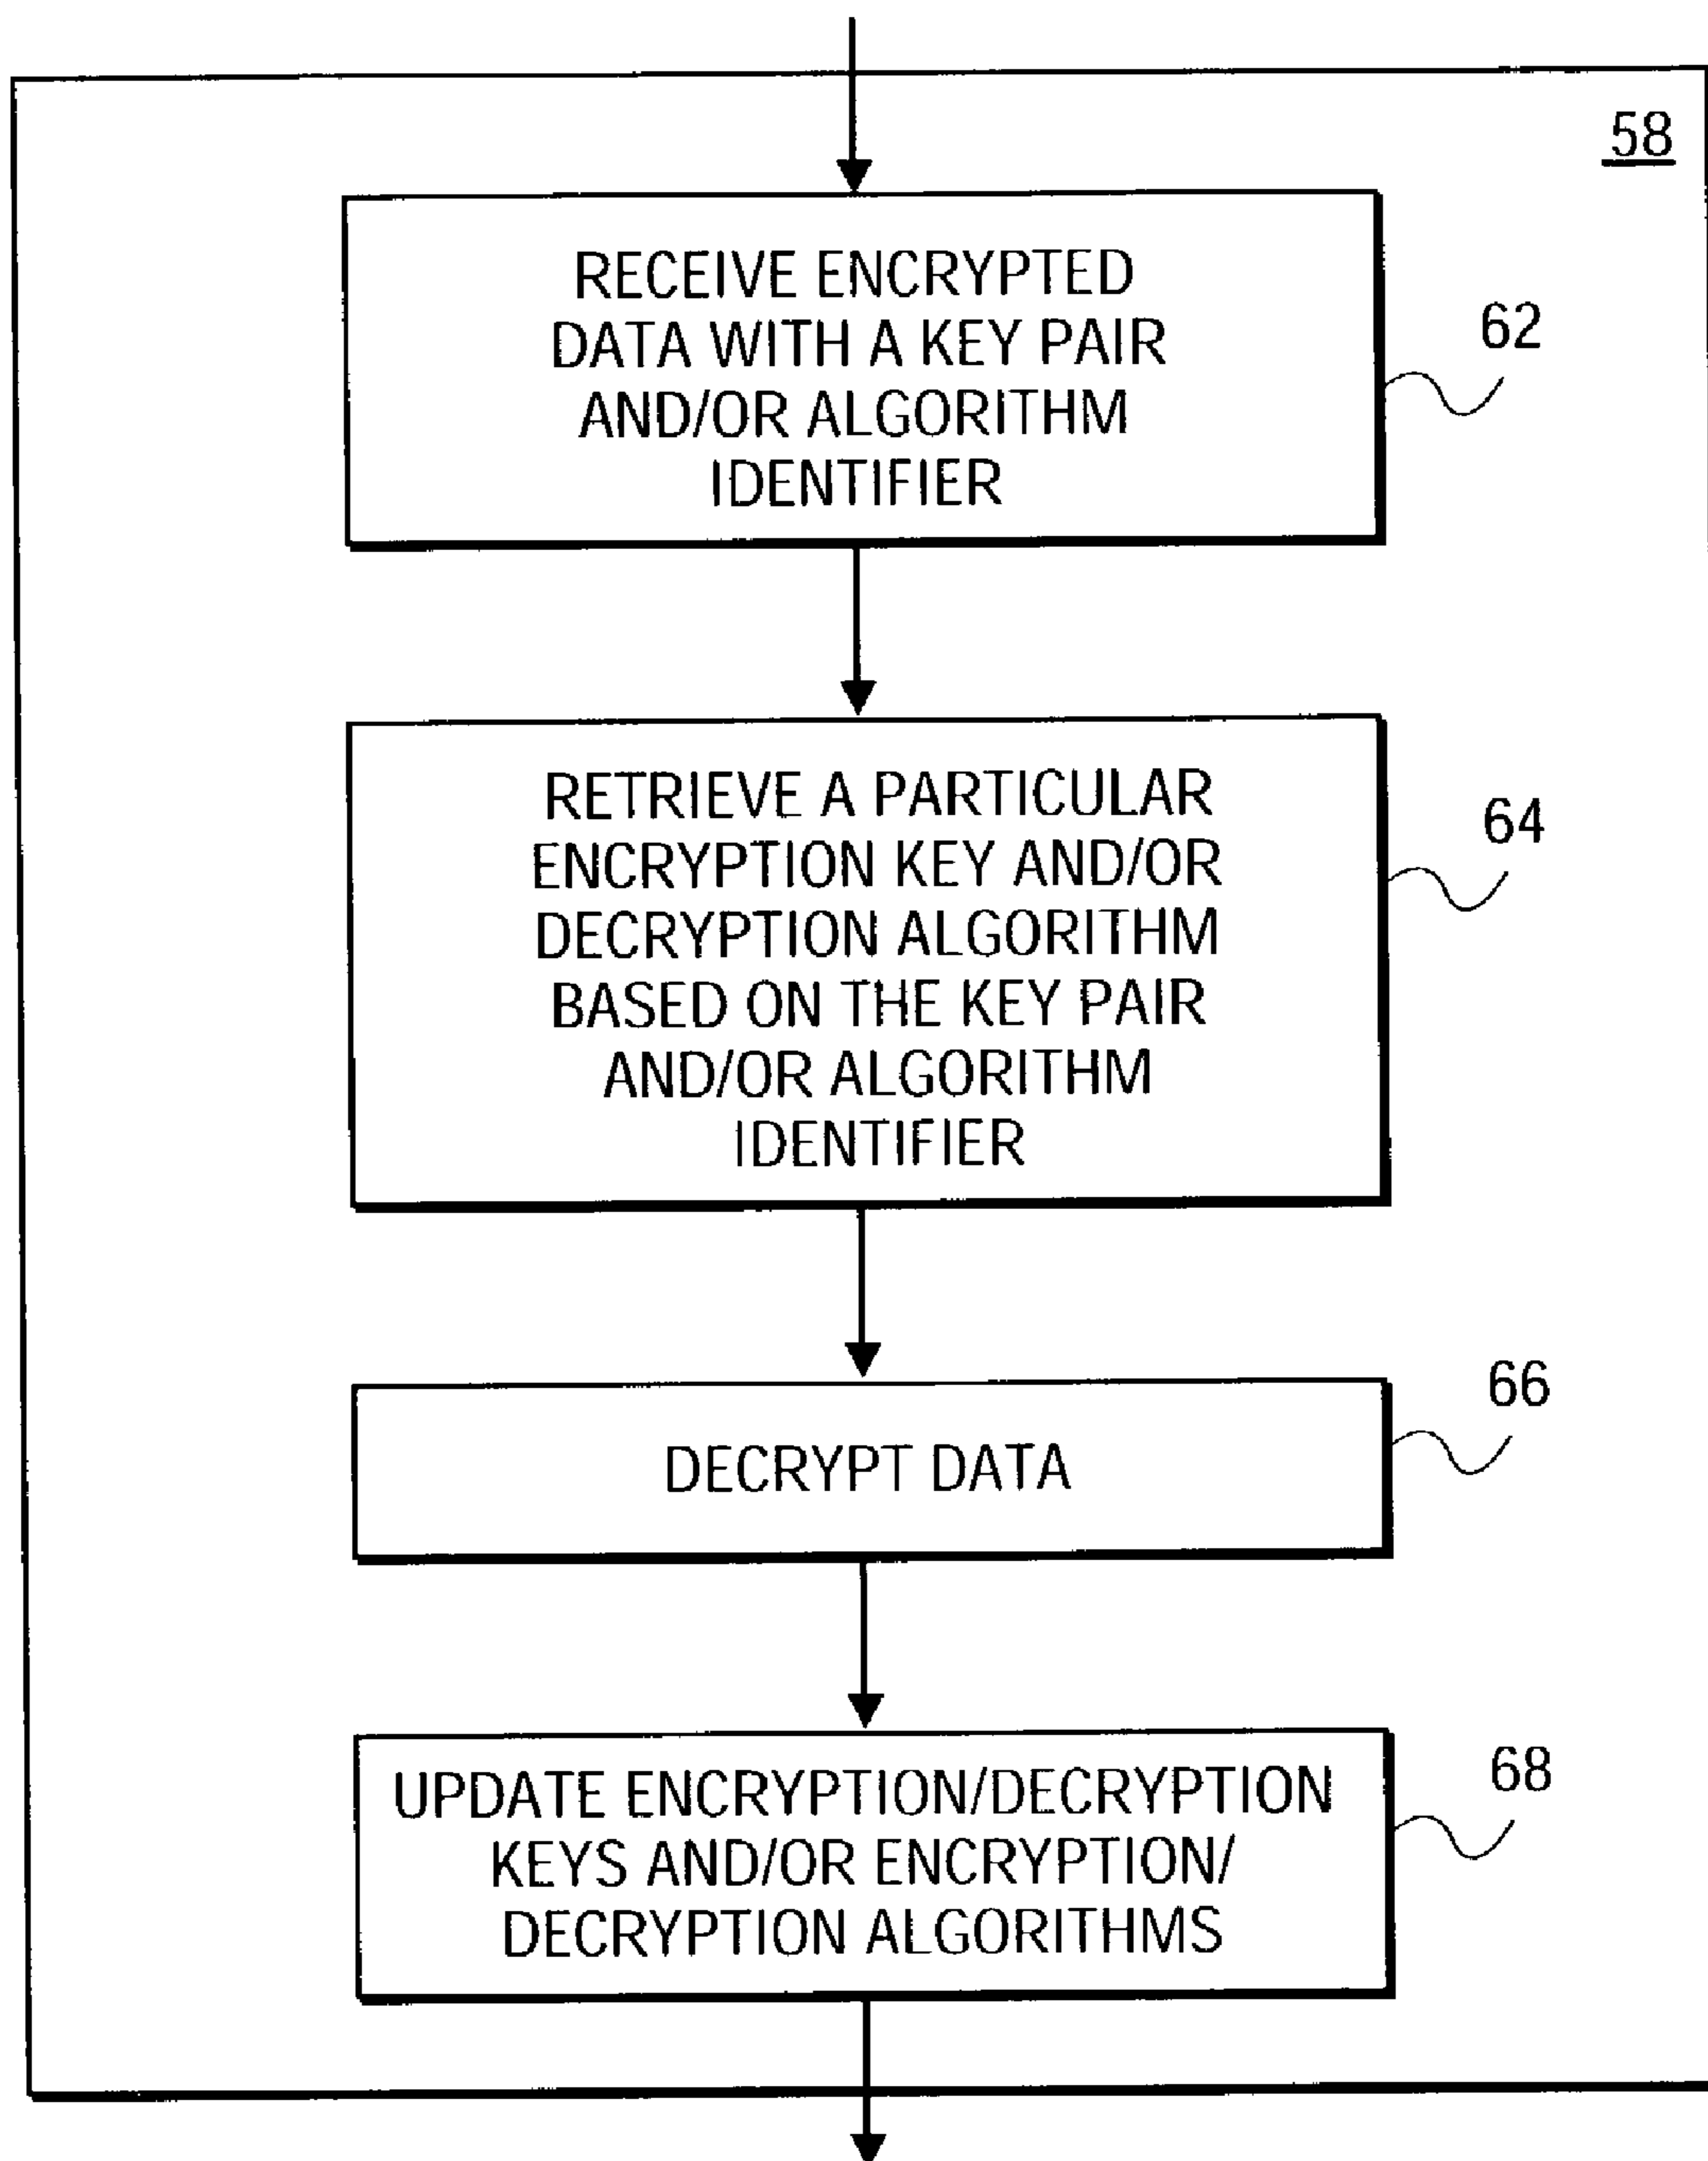 58
RECEIVE ENCRYPTED
DATA WITH A KEY PAIR
AND/OR ALGORITHM
IDENTIFIER
62
RETRIEVE A PARTICULAR
ENCRYPTION KEY AND/OR
DECRYPTION ALGORITHM
BASED ON THE KEY PAIR
AND/OR ALGORITHM
IDENTIFIER
64
DECRYPT DATA
66
UPDATE ENCRYPTION/DECRYPTION
KEYS AND/OR ENCRYPTION/
DECRYPTION ALGORITHMS
68